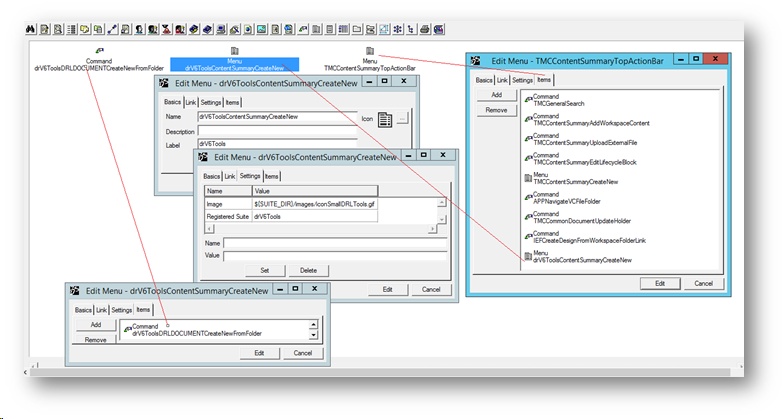 Command
drV6ToolsDRLDOCUMENTCreateNewFromFolder
Menu
drV6ToolsContentSummaryCreateNew
Menu
TMCContentSummaryTopActionBar
Edit Menu - drV6ToolsContentSummaryCreateNew
Basics Link Settings Items
Name drV6ToolsContentSummaryCreateNew Icon ...
Description
Label drV6Tools
Edit Menu - drV6ToolsContentSummaryCreateNew
Basics Link Settings Items
Name Value
Image ${SUITE_DIR}/images/iconSmallDRLTools.gif
Registered Suite drV6Tools
Name
Value
Set Delete
Edit Cancel
Edit Menu - drV6ToolsContentSummaryCreateNew
Basics Link Settings Items
Add
Remove
Command
drV6ToolsDRLDOCUMENTCreateNewFromFolder
Edit Cancel
Edit Menu - TMCContentSummaryTopActionBar
Basics Link Settings Items
Add
Remove
Command
TMCGeneralSearch
Command
TMCContentSummaryAddWorkspaceContent
Command
TMCContentSummaryUploadExternalFile
Command
TMCContentSummaryEditLifecycleBlock
Menu
TMCContentSummaryCreateNew
Command
APPNavigateVCFileFolder
Command
TMCCommonDocumentUpdateHolder
Command
IEFCreateDesignFromWorkspaceFolderLink
Menu
drV6ToolsContentSummaryCreateNew
Edit Cancel